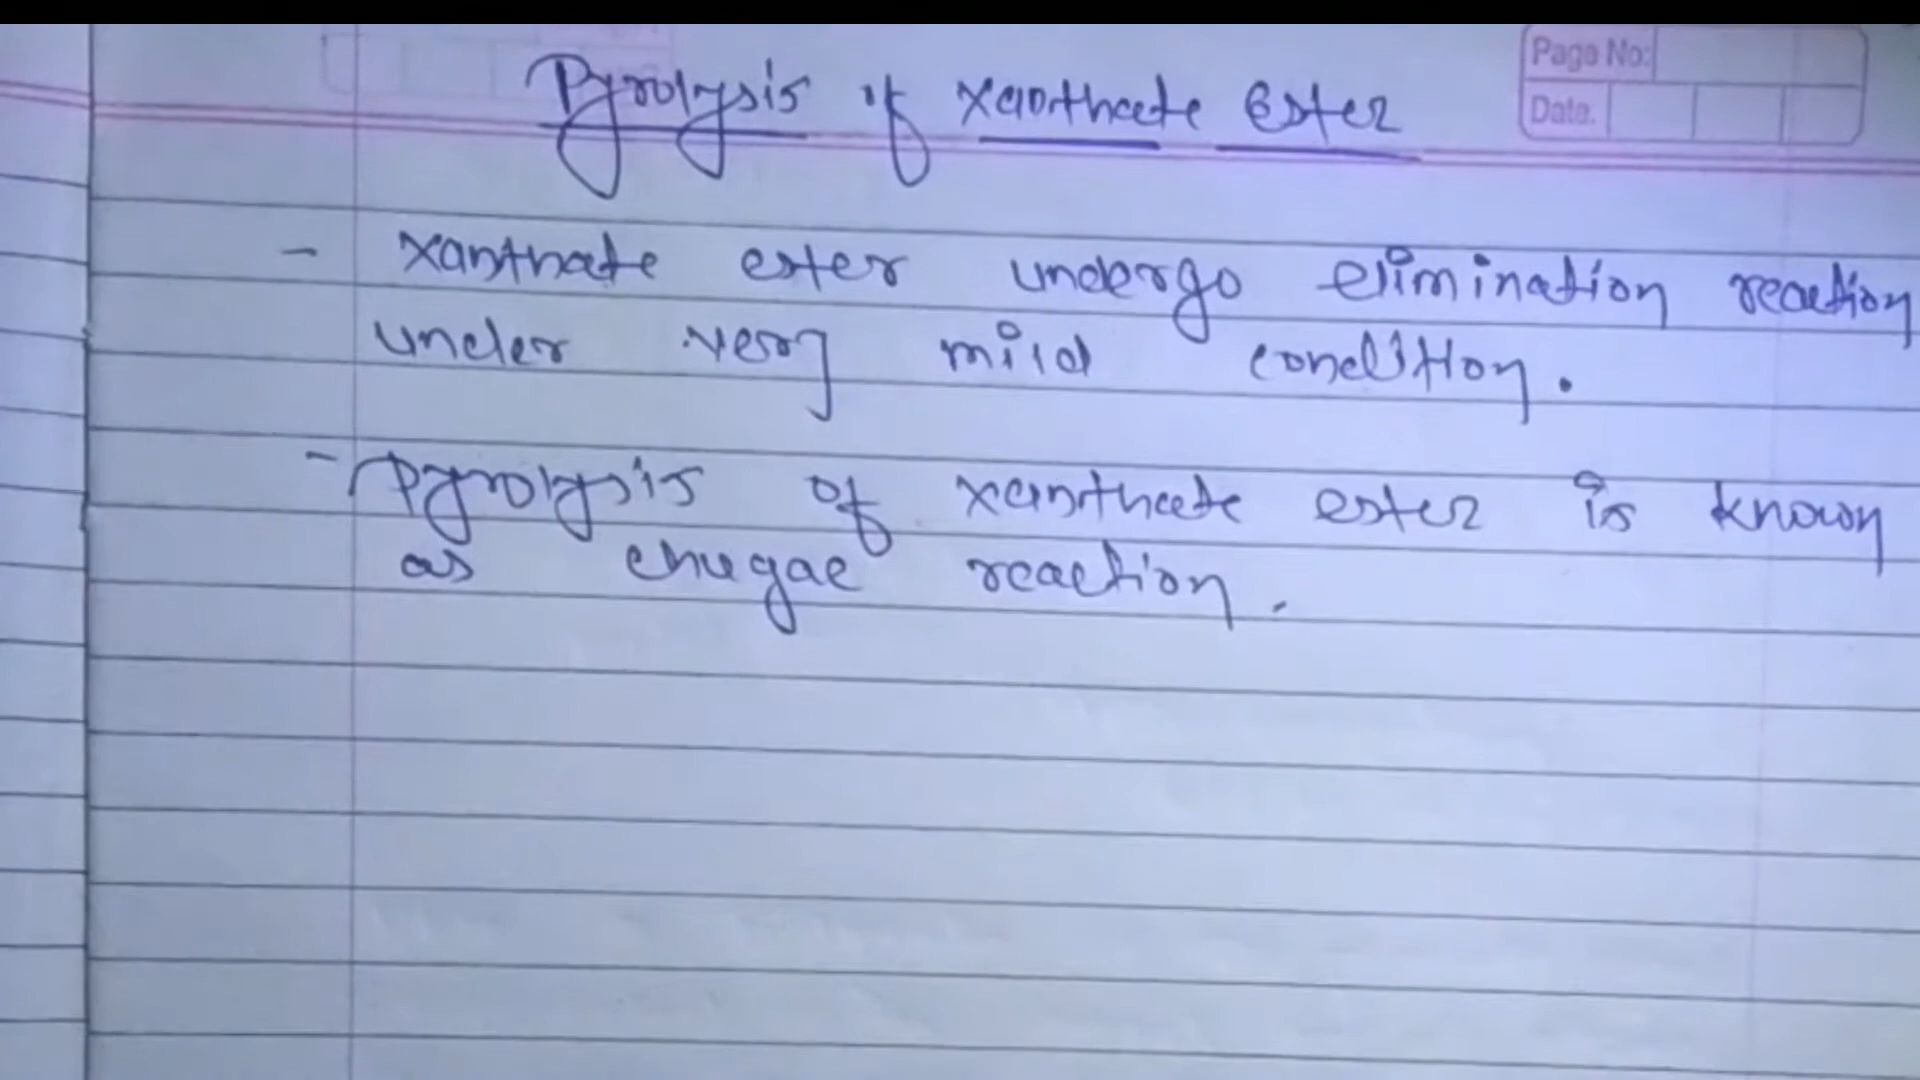 Pyrolysis of Xanthate Ester
Page No:
Date.
- Xanthate ester undergo elimination reaction
under very mild condition.
- Pyrolysis of xanthate ester is known
as chugae reaction.